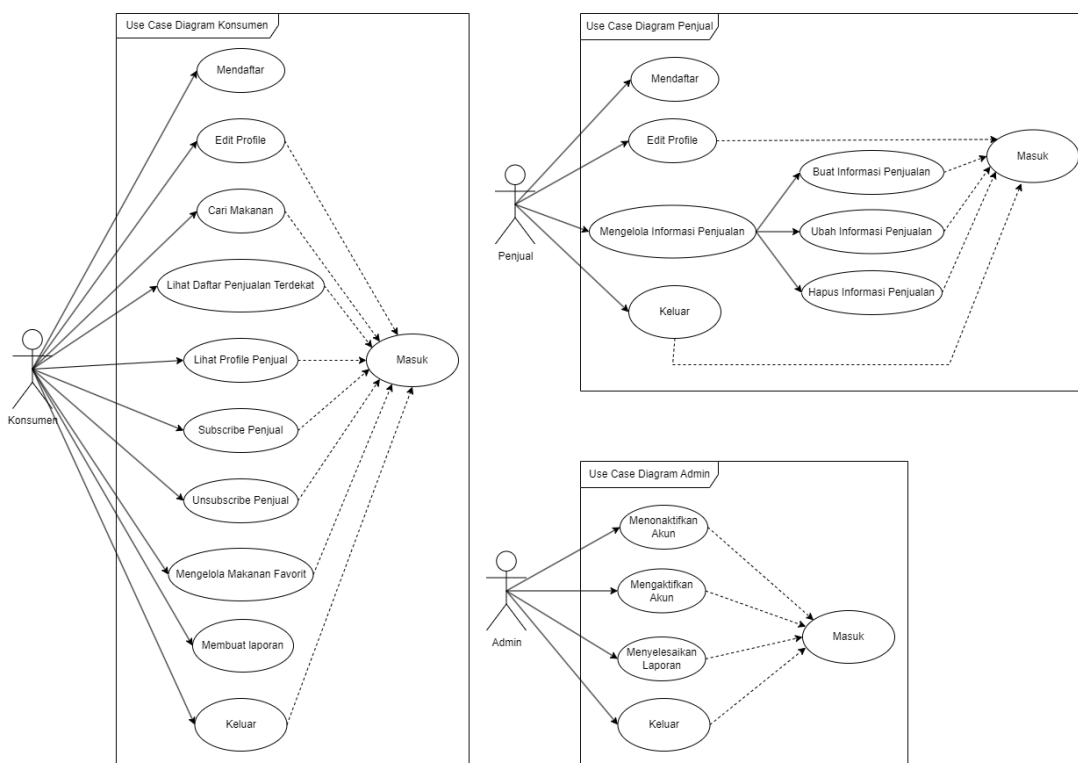 Use Case Diagram Konsumen
Mendaftar
Edit Profile
Cari Makanan
Lihat Daftar Penjualan Terdekat
Lihat Profile Penjual
Masuk
Konsumen
Subscribe Penjual
Unsubscribe Penjual
Mengelola Makanan Favorit
Membuat laporan
Keluar
Use Case Diagram Penjual
Mendaftar
Edit Profile
Masuk
Buat Informasi Penjualan
Penjual
Mengelola Informasi Penjualan
Ubah Informasi Penjualan
Hapus Informasi Penjualan
Keluar
Use Case Diagram Admin
Menonaktifkan
Akun
Mengaktifkan
Akun
Admin
Masuk
Menyelesaikan
Laporan
Keluar